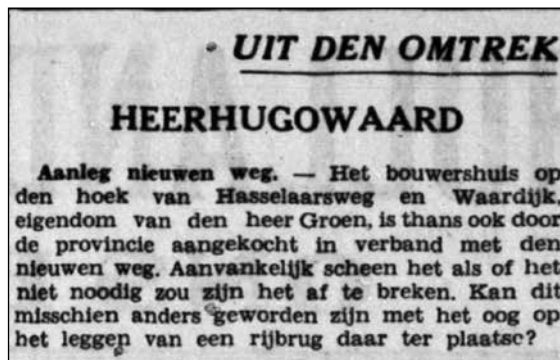 UIT DEN OMTREK
HEERHUGOWAARD
Aanleg nieuwen weg. — Het bouwershuis op
den hoek van Hasselaarsweg en Waardijk,
eigendom van den heer Groen, is thans ook door
de provincie aangekocht in verband met den
nieuwen weg. Aanvankelijk scheen het als of het
niet noodig zou zijn het af te breken. Kan dit
misschien anders geworden zijn met het oog op
het leggen van een rijbrug daar ter plaatse?